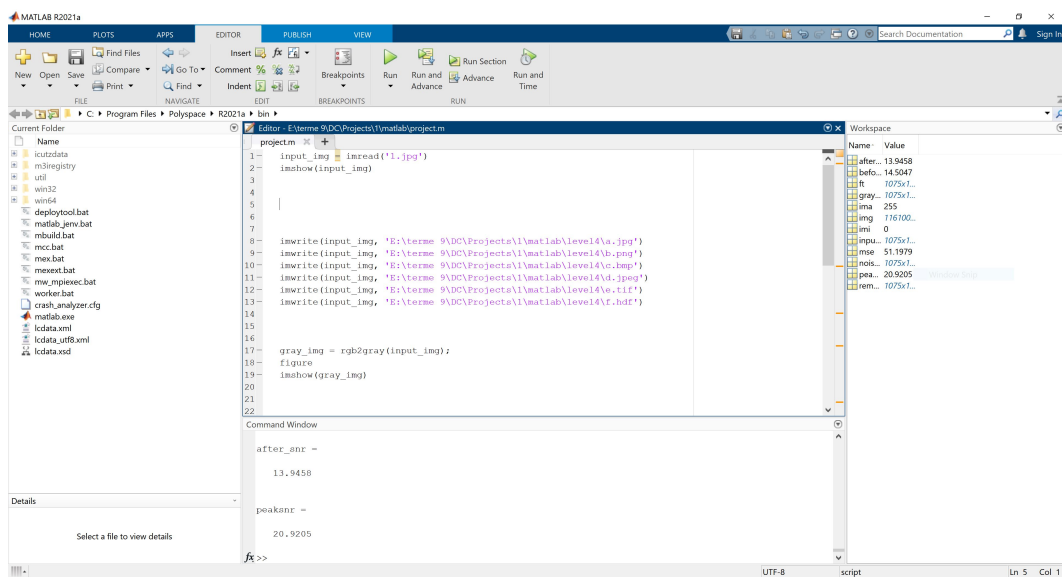 MATLAB R2021a
HOME PLOTS APPS EDITOR PUBLISH VIEW Search Documentation Sign In
New Open Save Find Files Compare Print Go To Find Insert fx Comment % Indent Breakpoints Run Run and Advance Run Section Advance Run and Time
FILE NAVIGATE EDIT BREAKPOINTS RUN
C: Program Files Polyspace R2021a bin
Current Folder
Name
icutzdata
m3iregistry
util
win32
win64
deploytool.bat
matlab_jenv.bat
mbuild.bat
mcc.bat
mex.bat
mexext.bat
mw_mpiexec.bat
worker.bat
crash_analyzer.cfg
matlab.exe
lcdata.xml
lcdata_utf8.xml
lcdata.xsd
Details
Select a file to view details
Editor - E:\terme 9\DC\Projects\1\matlab\project.m
project.m
1 input_img = imread('1.jpg')
2 imshow(input_img)
3
4
5
6
7
8 imwrite(input_img, 'E:\terme 9\DC\Projects\1\matlab\level4\a.jpg')
9 imwrite(input_img, 'E:\terme 9\DC\Projects\1\matlab\level4\b.png')
10 imwrite(input_img, 'E:\terme 9\DC\Projects\1\matlab\level4\c.bmp')
11 imwrite(input_img, 'E:\terme 9\DC\Projects\1\matlab\level4\d.jpeg')
12 imwrite(input_img, 'E:\terme 9\DC\Projects\1\matlab\level4\e.tif')
13 imwrite(input_img, 'E:\terme 9\DC\Projects\1\matlab\level4\f.hdf')
14
15
16
17 gray_img = rgb2gray(input_img);
18 figure
19 imshow(gray_img)
20
21
22
Command Window
after_snr =
13.9458
peaksnr =
20.9205
fx >>
Workspace
Name Value
after... 13.9458
befo... 14.5047
ft 1075x1...
gray... 1075x1...
ima 255
img 116100...
imi 0
inpu... 1075x1...
mse 51.1979
nois... 1075x1...
pea... 20.9205
rem... 1075x1...
UTF-8 script Ln 5 Col 1